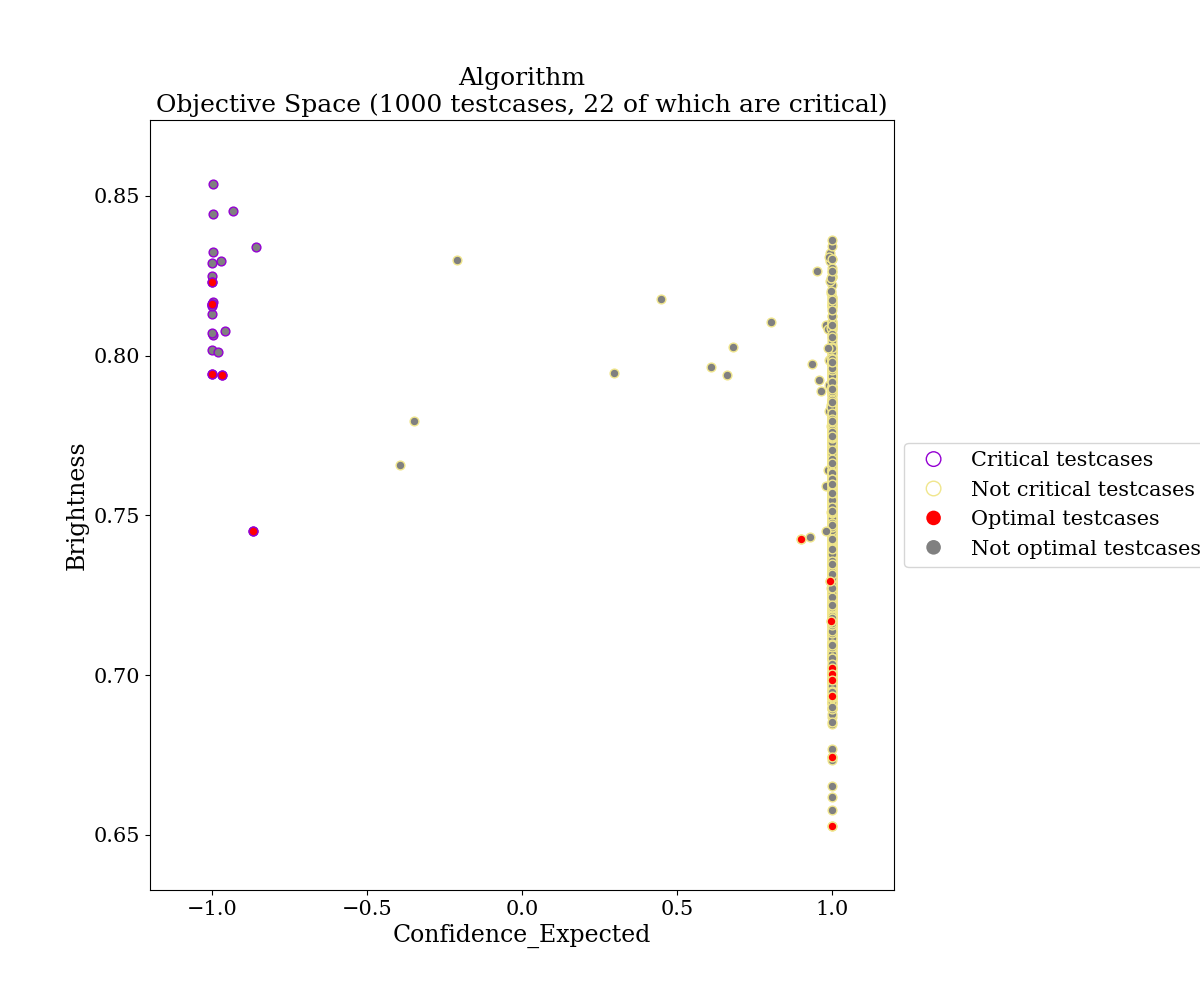 Algorithm
Objective Space (1000 testcases, 22 of which are critical)
0.85
0.80
0.75
0.70
0.65
Brightness
−1.0
−0.5
0.0
0.5
1.0
Confidence_Expected
Critical testcases
Not critical testcases
Optimal testcases
Not optimal testcases